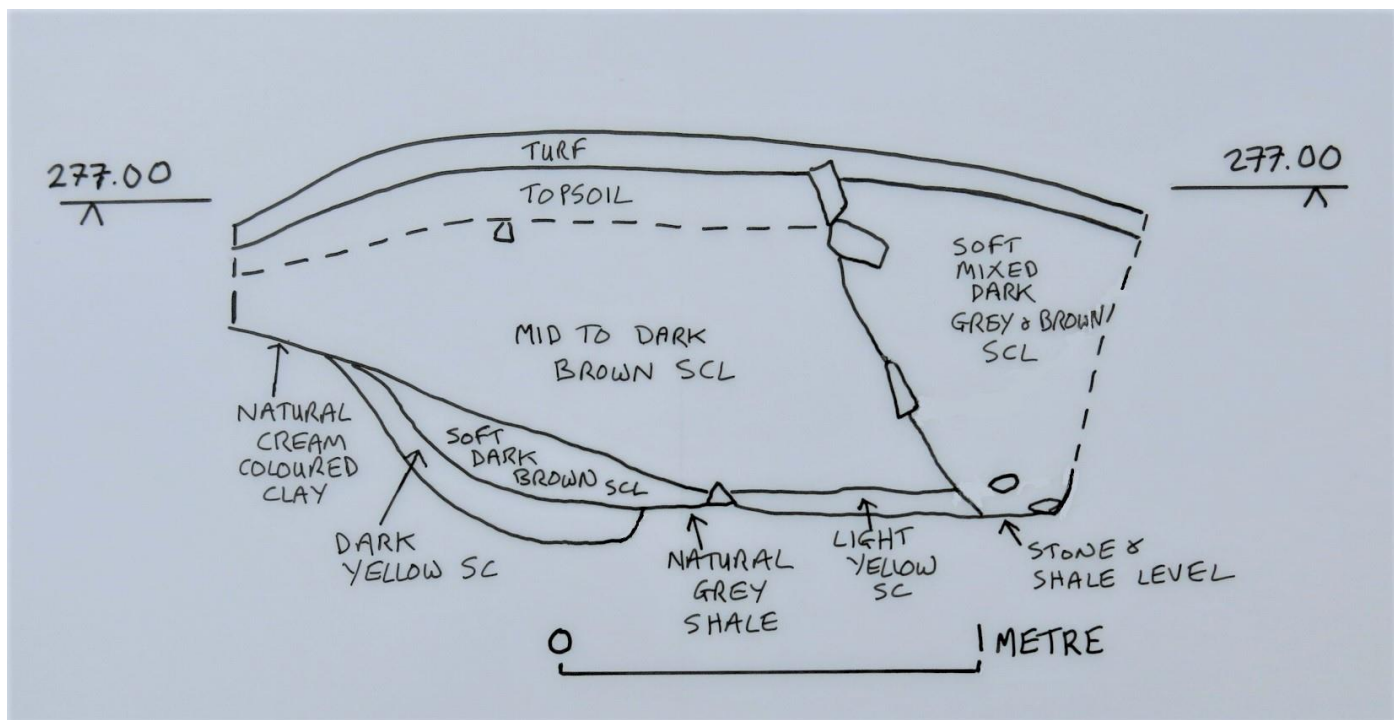 277.00
277.00
TURF
TOPSOIL
SOFT
MIXED
DARK
GREY & BROWN
SCL
MID TO DARK
BROWN SCL
NATURAL
CREAM
COLOURED
CLAY
SOFT
DARK
BROWN SCL
DARK
YELLOW SC
NATURAL
GREY
SHALE
LIGHT
YELLOW
SC
STONE &
SHALE LEVEL
0 1 METRE